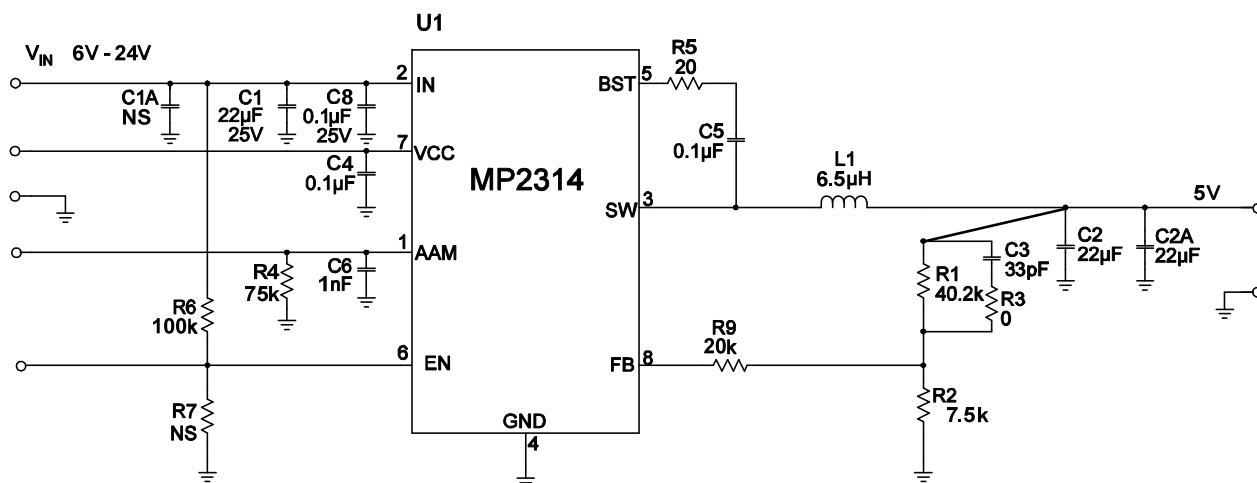 U1
V_IN 6V - 24V
C1A
NS
C1
22µF
25V
C8
0.1µF
25V
2
IN
BST
5
R5
20
C5
0.1µF
7
VCC
C4
0.1µF
MP2314
L1
6.5µH
SW
3
5V
1
AAM
R4
75k
C6
1nF
C2
22µF
C2A
22µF
C3
33pF
R1
40.2k
R3
0
R6
100k
R9
20k
6
EN
FB
8
R7
NS
R2
7.5k
GND
4